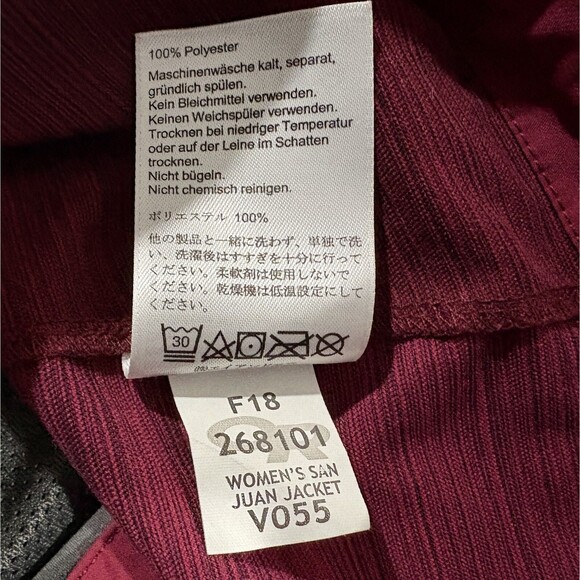 100% Polyester
Maschinenwäsche kalt, separat,
gründlich spülen.
Kein Bleichmittel verwenden.
Keinen Weichspüler verwenden.
Trocknen bei niedriger Temperatur
oder auf der Leine im Schatten
trocknen.
Nicht bügeln.
Nicht chemisch reinigen.
ポリエステル 100%
他の製品と一緒に洗わず、単独で洗
い、洗濯後はすすぎを十分に行って
ください。柔軟剤は使用しないで
ください。乾燥機は低温設定にして
ください。
30
F18
268101
WOMEN'S SAN
JUAN JACKET
V055